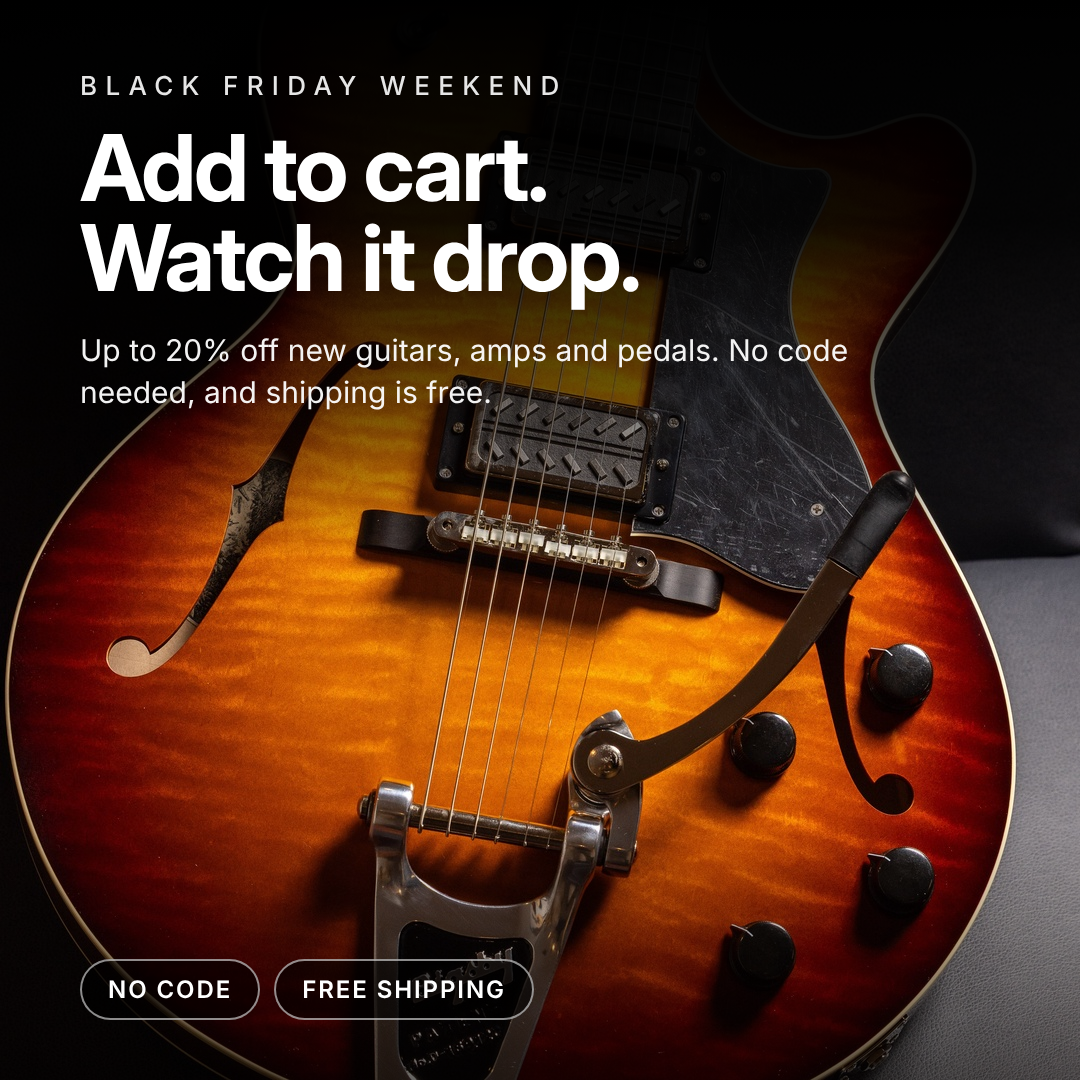 BLACK FRIDAY WEEKEND
Add to cart.
Watch it drop.
Up to 20% off new guitars, amps and pedals. No code
needed, and shipping is free.
NO CODE
FREE SHIPPING